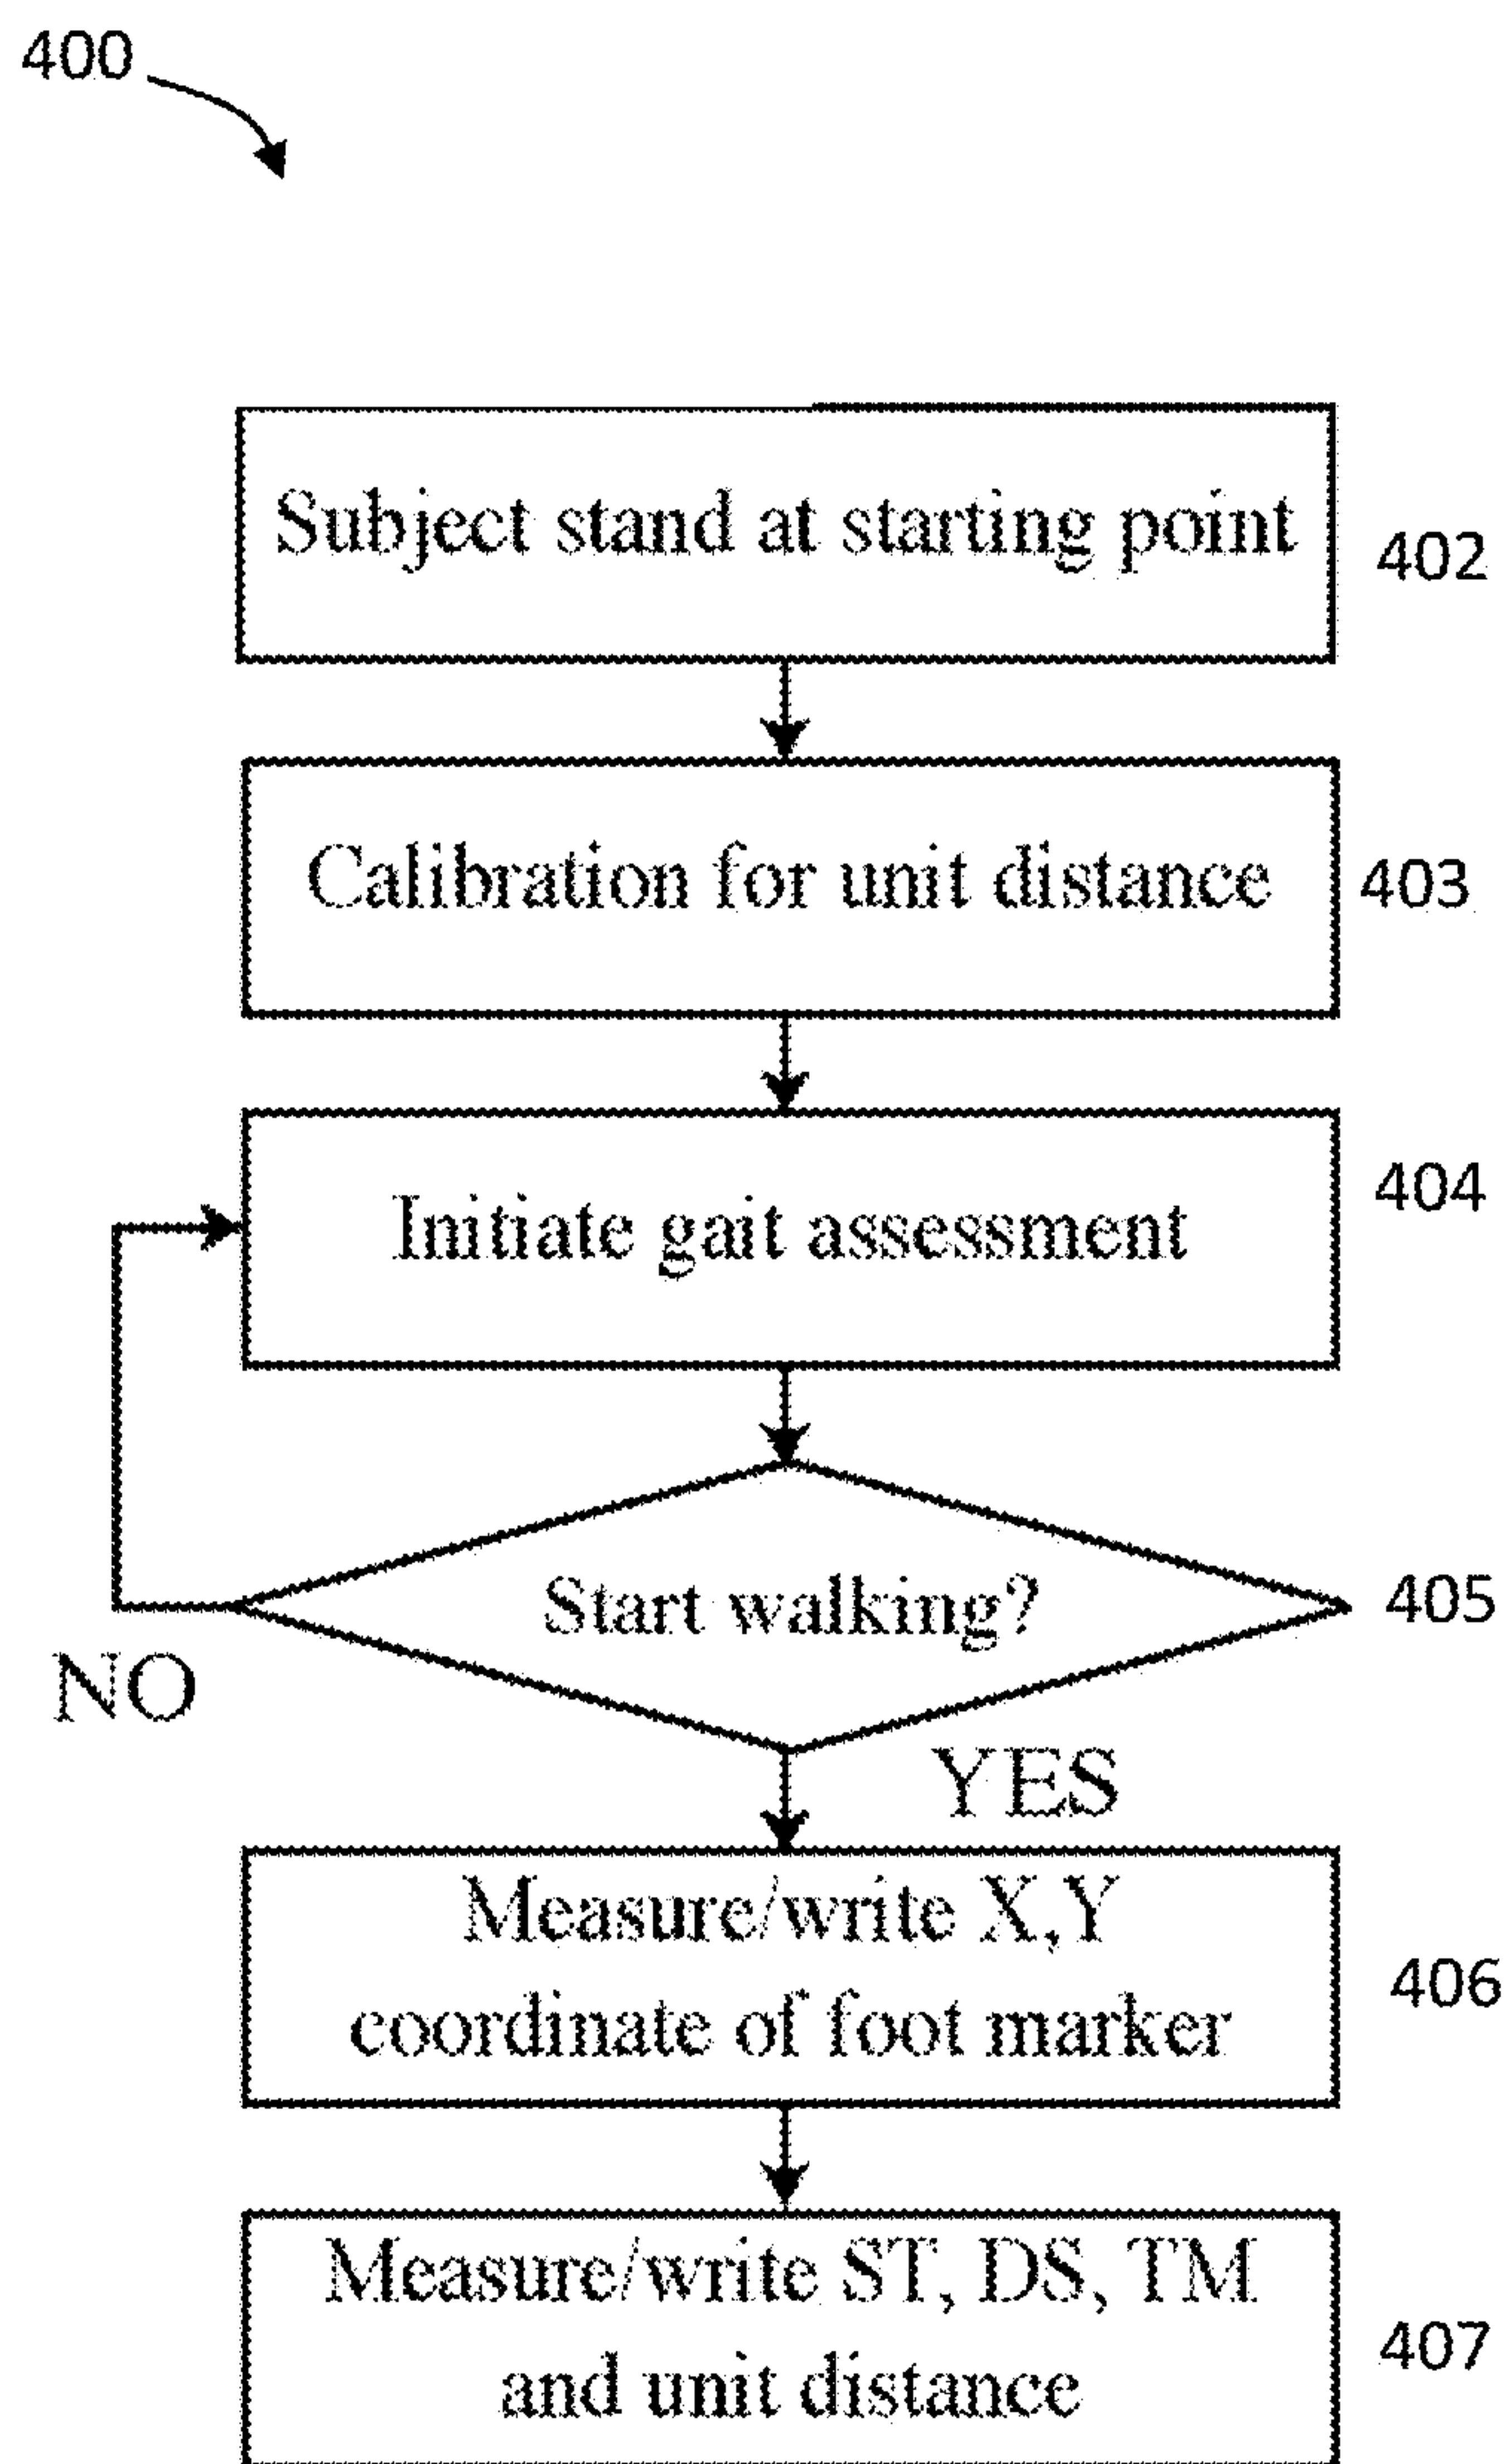 400
Subject stand at starting point
402
Calibration for unit distance
403
Initiate gait assessment
404
Start walking?
405
NO
YES
Measure/write X,Y
coordinate of foot marker
406
Measure/write ST, DS, TM
and unit distance
407